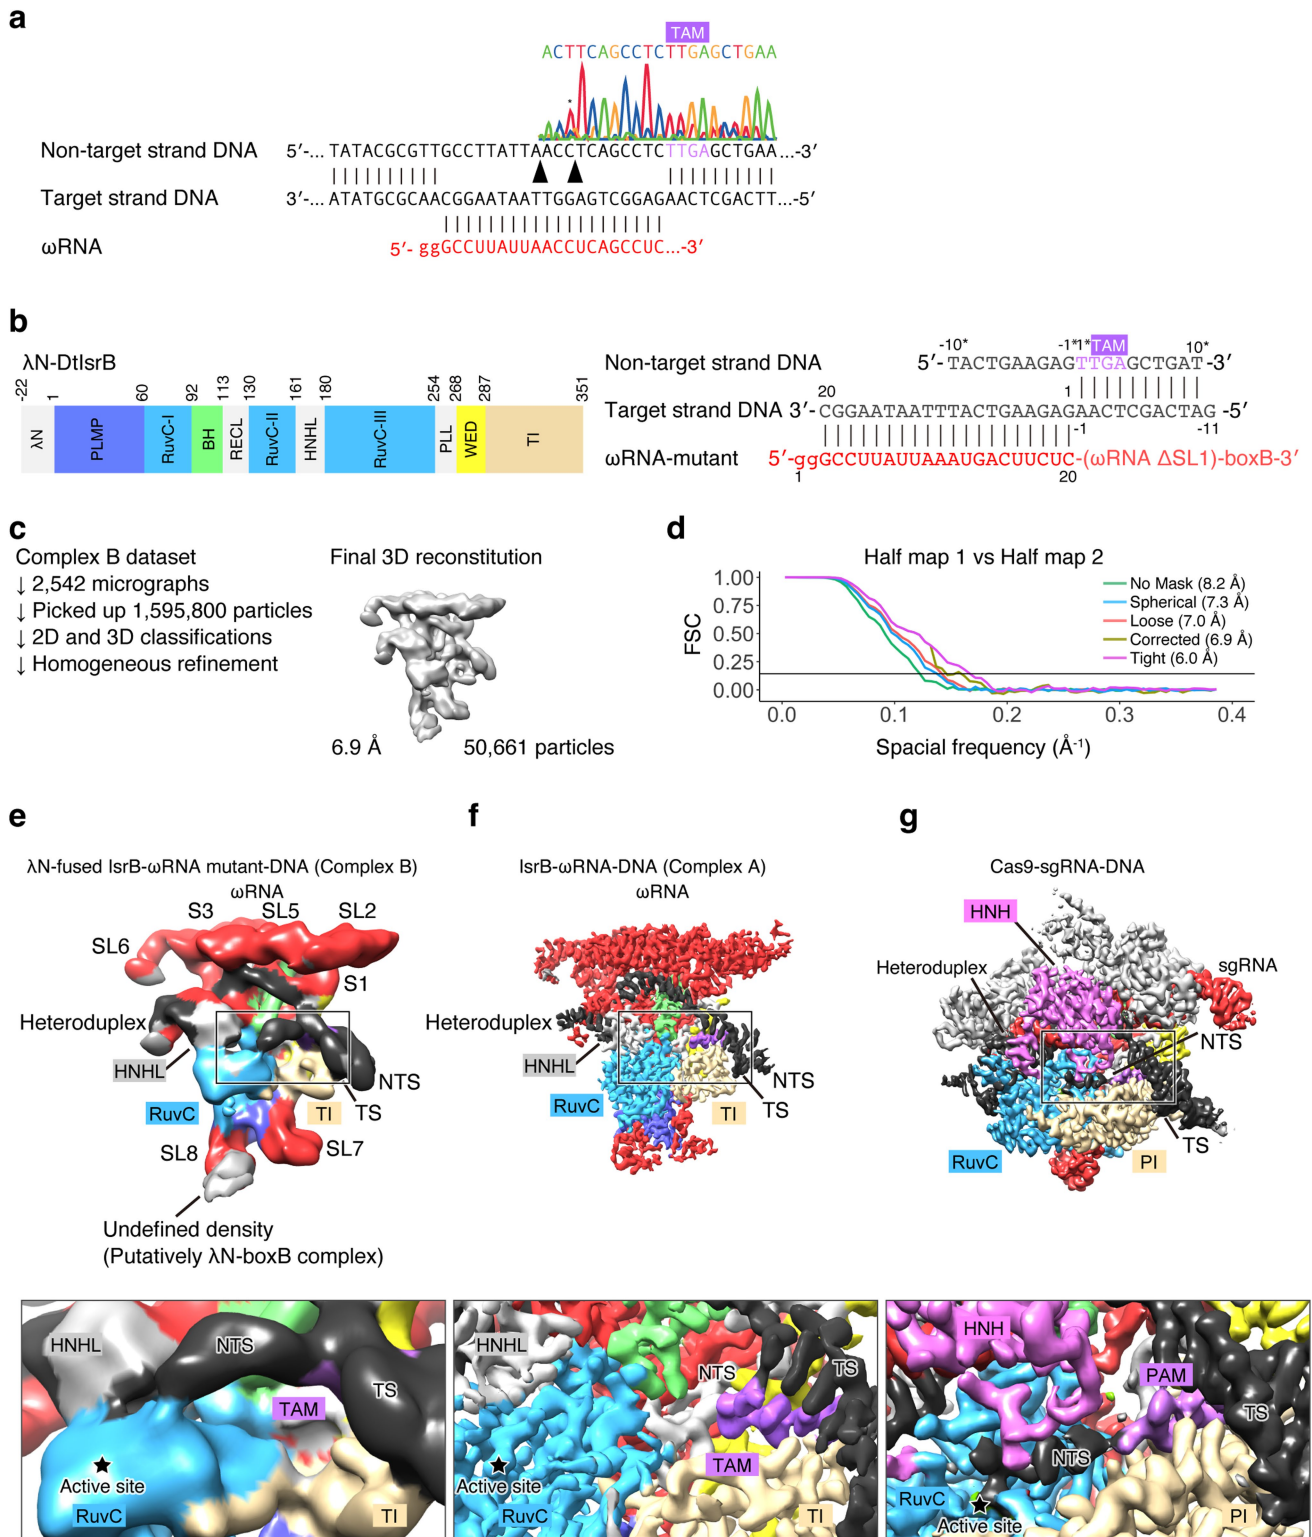 a
TAM
ACTTCAGCCTCTTGAGCTGAA
*
Non-target strand DNA 5′-... TATACGCGTTGCCTTATTAACCTCAGCCTCTTGAGCTGAA...-3′
Target strand DNA 3′-... ATATGCGCAACGGAATAATTGGAGTCGGAGAACTCGACTT...-5′
ωRNA 5′- ggGCCUUAUUAACCUCAGCCUC...-3′
b
λN-DtIsrB
-22 1 60 92 113 130 161 180 254 268 287 351
λN PLMP RuvC-I BH RECL RuvC-II HNHL RuvC-III PLL WED TI
-10* -1* 1* TAM 10*
Non-target strand DNA 5′-TACTGAAGAGTTGAGCTGAT-3′
20 1
Target strand DNA 3′-CGGAATAATTTACTGAAGAGAACTCGACTAG-5′
-1 -11
ωRNA-mutant 5′-ggGCCUUAUUAAAUGACUUCUC-(ωRNA ΔSL1)-boxB-3′
1 20
c
Complex B dataset
↓ 2,542 micrographs
↓ Picked up 1,595,800 particles
↓ 2D and 3D classifications
↓ Homogeneous refinement
Final 3D reconstitution
6.9 Å 50,661 particles
d
Half map 1 vs Half map 2
FSC
1.00
0.75
0.50
0.25
0.00
No Mask (8.2 Å)
Spherical (7.3 Å)
Loose (7.0 Å)
Corrected (6.9 Å)
Tight (6.0 Å)
0.0 0.1 0.2 0.3 0.4
Spacial frequency (Å⁻¹)
e
λN-fused IsrB-ωRNA mutant-DNA (Complex B)
ωRNA
S3 SL5 SL2
SL6
S1
Heteroduplex
HNHL
NTS
RuvC TI TS
SL8 SL7
Undefined density
(Putatively λN-boxB complex)
HNHL NTS
TS
TAM
Active site
RuvC TI
f
IsrB-ωRNA-DNA (Complex A)
ωRNA
Heteroduplex
HNHL
NTS
RuvC TI TS
HNHL
NTS TS
TAM
Active site
RuvC TI
g
Cas9-sgRNA-DNA
HNH
Heteroduplex sgRNA
NTS
TS
RuvC PI
HNH
PAM
TS
NTS
RuvC
Active site PI